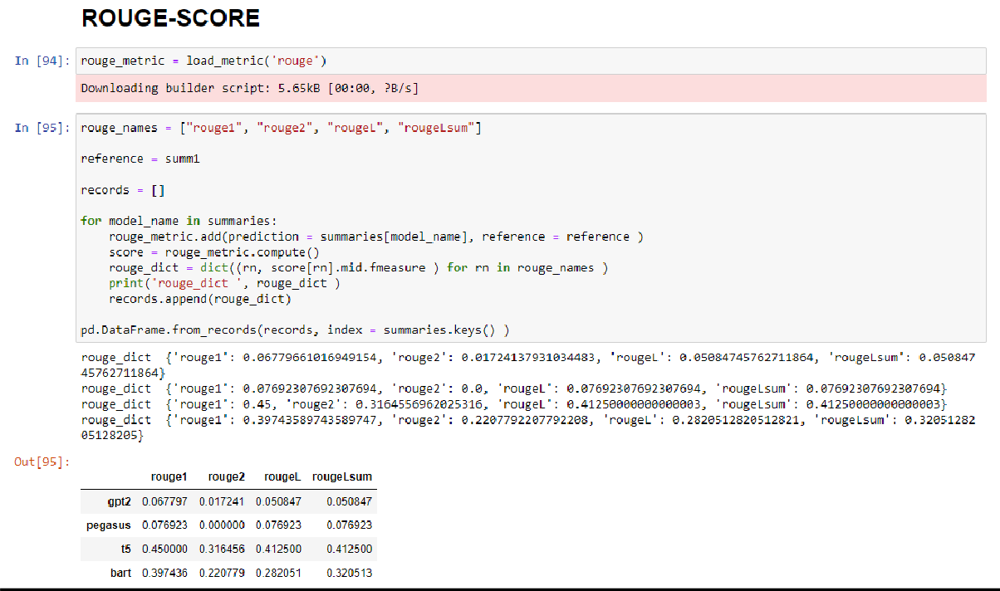 ROUGE-SCORE
In [94]: rouge_metric = load_metric('rouge')
Downloading builder script: 5.65kB [00:00, ?B/s]
In [95]: rouge_names = ["rouge1", "rouge2", "rougeL", "rougeLsum"]
reference = summ1
records = []
for model_name in summaries:
    rouge_metric.add(prediction = summaries[model_name], reference = reference )
    score = rouge_metric.compute()
    rouge_dict = dict((rn, score[rn].mid.fmeasure ) for rn in rouge_names )
    print('rouge_dict ', rouge_dict )
    records.append(rouge_dict)
pd.DataFrame.from_records(records, index = summaries.keys() )
rouge_dict  {'rouge1': 0.06779661016949154, 'rouge2': 0.01724137931034483, 'rougeL': 0.05084745762711864, 'rougeLsum': 0.050847
45762711864}
rouge_dict  {'rouge1': 0.07692307692307694, 'rouge2': 0.0, 'rougeL': 0.07692307692307694, 'rougeLsum': 0.07692307692307694}
rouge_dict  {'rouge1': 0.45, 'rouge2': 0.3164556962025316, 'rougeL': 0.41250000000000003, 'rougeLsum': 0.41250000000000003}
rouge_dict  {'rouge1': 0.39743589743589747, 'rouge2': 0.2207792207792208, 'rougeL': 0.2820512820512821, 'rougeLsum': 0.32051282
05128205}
Out[95]:
rouge1 rouge2 rougeL rougeLsum
gpt2 0.067797 0.017241 0.050847 0.050847
pegasus 0.076923 0.000000 0.076923 0.076923
t5 0.450000 0.316456 0.412500 0.412500
bart 0.397436 0.220779 0.282051 0.320513